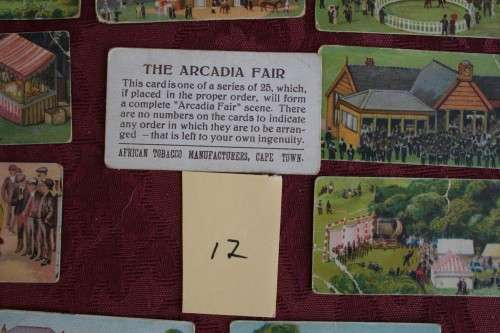 THE ARCADIA FAIR
This card is one of a series of 25, which,
if placed in the proper order, will form
a complete "Arcadia Fair" scene. There
are no numbers on the cards to indicate
any order in which they are to be arran-
ged – that is left to your own ingenuity.
AFRICAN TOBACCO MANUFACTURERS, CAPE TOWN.
12